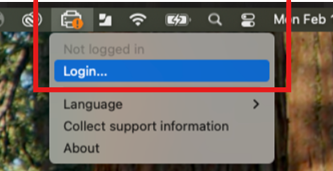 Mon Feb
Not logged in
Login...
Language
Collect support information
About